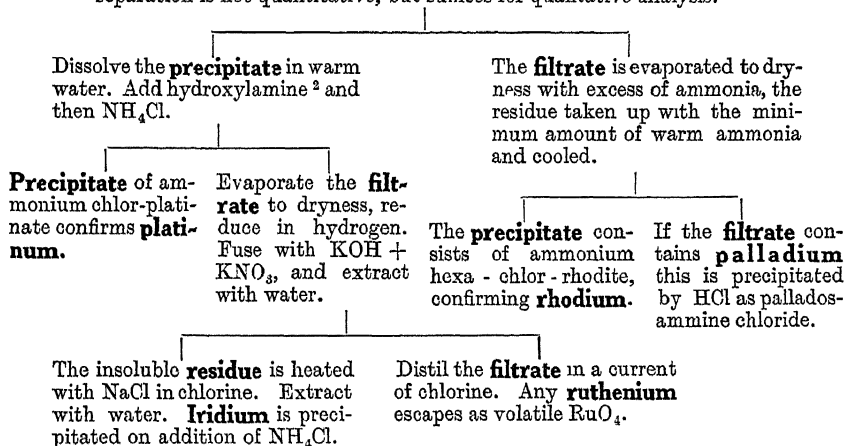 separation is not quantitative, but suffices for qualitative analysis.
Dissolve the precipitate in warm
water. Add hydroxylamine ² and
then NH₄Cl.
The filtrate is evaporated to dry-
ness with excess of ammonia, the
residue taken up with the mini-
mum amount of warm ammonia
and cooled.
Precipitate of am-
monium chlor-plati-
nate confirms plati-
num.
Evaporate the filt-
rate to dryness, re-
duce in hydrogen.
Fuse with KOH +
KNO₃, and extract
with water.
The precipitate con-
sists of ammonium
hexa - chlor - rhodite,
confirming rhodium.
If the filtrate con-
tains palladium
this is precipitated
by HCl as pallados-
ammine chloride.
The insoluble residue is heated
with NaCl in chlorine. Extract
with water. Iridium is preci-
pitated on addition of NH₄Cl.
Distil the filtrate in a current
of chlorine. Any ruthenium
escapes as volatile RuO₄.